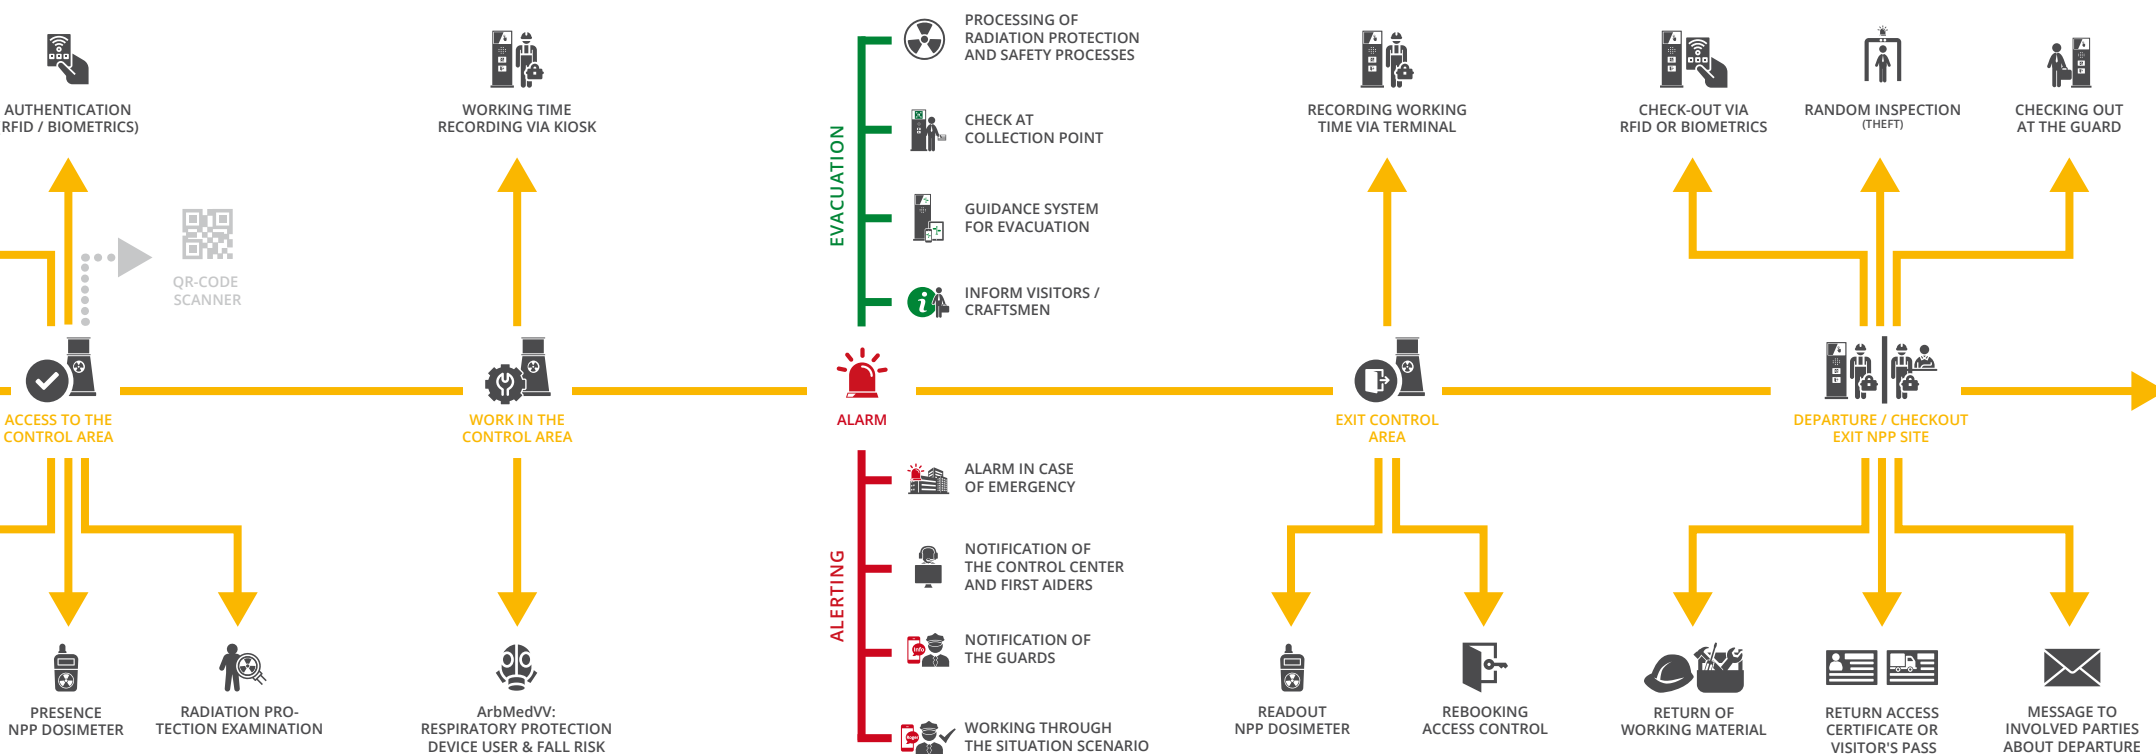 AUTHENTICATION
RFID / BIOMETRICS)
QR-CODE
SCANNER
ACCESS TO THE
CONTROL AREA
PRESENCE
NPP DOSIMETER
RADIATION PRO-
TECTION EXAMINATION
WORKING TIME
RECORDING VIA KIOSK
WORK IN THE
CONTROL AREA
ArbMedVV:
RESPIRATORY PROTECTION
DEVICE USER & FALL RISK
EVACUATION
PROCESSING OF
RADIATION PROTECTION
AND SAFETY PROCESSES
CHECK AT
COLLECTION POINT
GUIDANCE SYSTEM
FOR EVACUATION
INFORM VISITORS /
CRAFTSMEN
ALARM
ALERTING
ALARM IN CASE
OF EMERGENCY
NOTIFICATION OF
THE CONTROL CENTER
AND FIRST AIDERS
Info
NOTIFICATION OF
THE GUARDS
WORKING THROUGH
THE SITUATION SCENARIO
RECORDING WORKING
TIME VIA TERMINAL
EXIT CONTROL
AREA
READOUT
NPP DOSIMETER
REBOOKING
ACCESS CONTROL
CHECK-OUT VIA
RFID OR BIOMETRICS
RANDOM INSPECTION
(THEFT)
CHECKING OUT
AT THE GUARD
DEPARTURE / CHECKOUT
EXIT NPP SITE
RETURN OF
WORKING MATERIAL
RETURN ACCESS
CERTIFICATE OR
VISITOR'S PASS
MESSAGE TO
INVOLVED PARTIES
ABOUT DEPARTURE